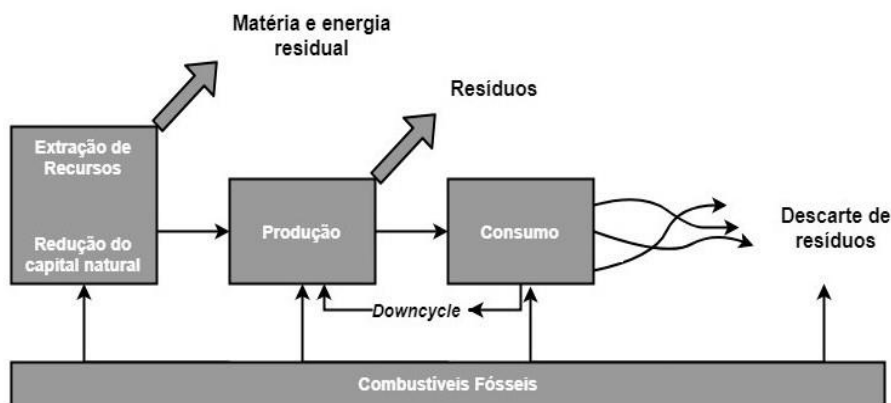 Matéria e energia
residual
Resíduos
Extração de
Recursos
Redução do
capital natural
Produção
Consumo
Descarte de
resíduos
Downcycle
Combustíveis Fósseis